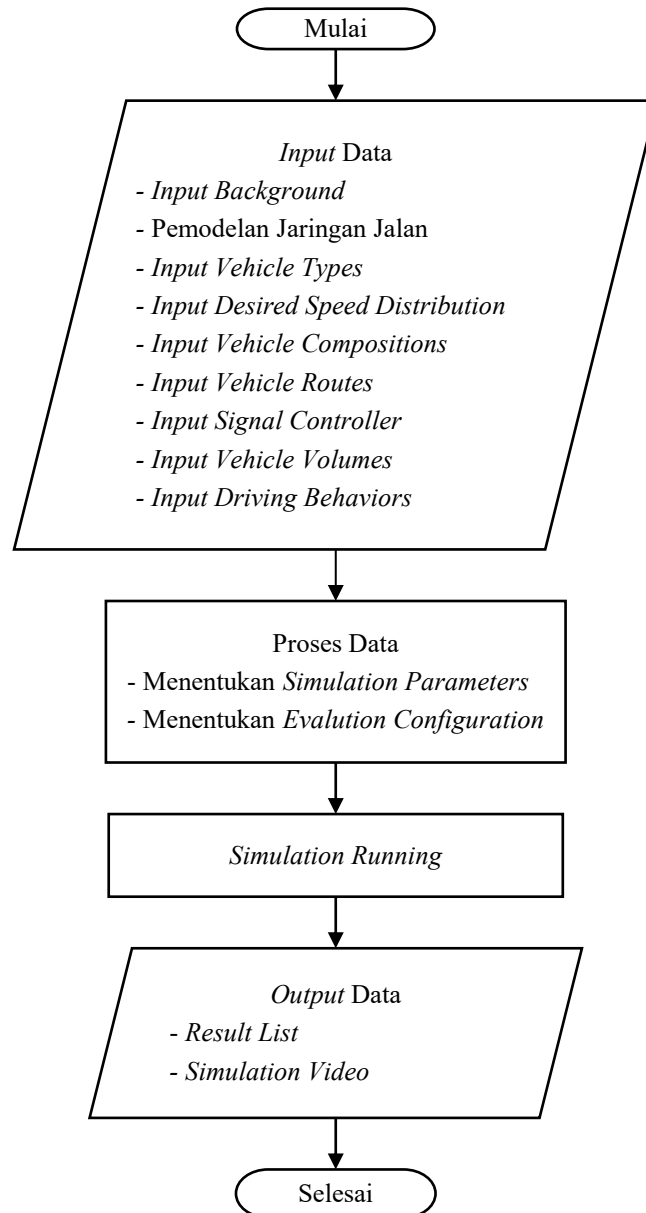 Mulai
Input Data
- Input Background
- Pemodelan Jaringan Jalan
- Input Vehicle Types
- Input Desired Speed Distribution
- Input Vehicle Compositions
- Input Vehicle Routes
- Input Signal Controller
- Input Vehicle Volumes
- Input Driving Behaviors
Proses Data
- Menentukan Simulation Parameters
- Menentukan Evalution Configuration
Simulation Running
Output Data
- Result List
- Simulation Video
Selesai